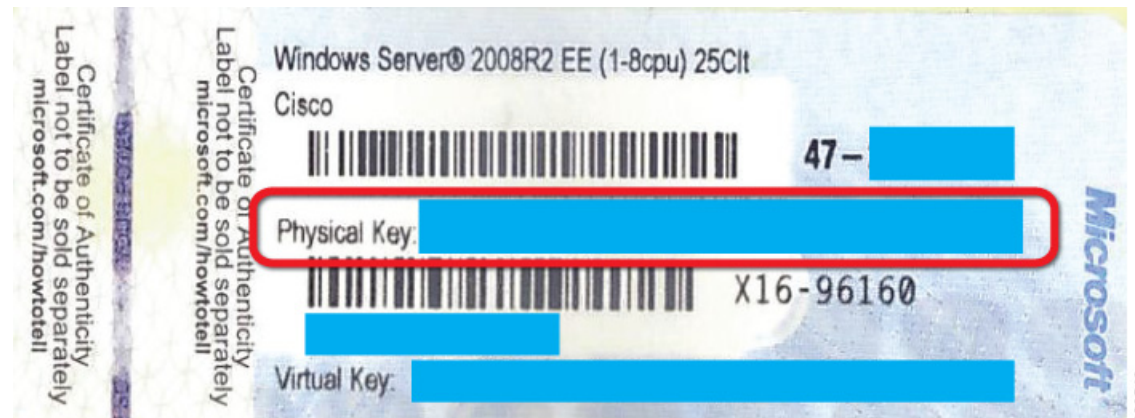 Certificate of Authenticity
Label not to be sold separately
microsoft.com/howtotell
Certificate of Authenticity
Label not to be sold separately
microsoft.com/howtotell
Windows Server® 2008R2 EE (1-8cpu) 25Clt
Cisco
47-
Physical Key:
X16-96160
Virtual Key:
Microsoft